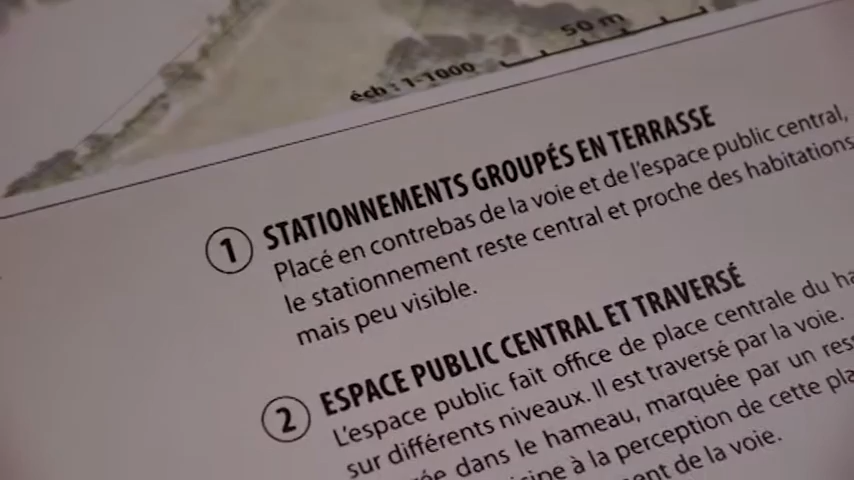 éch : 1-1000
50 m
1 STATIONNEMENTS GROUPÉS EN TERRASSE
Placé en contrebas de la voie et de l'espace public central,
le stationnement reste central et proche des habitations,
mais peu visible.
2 ESPACE PUBLIC CENTRAL ET TRAVERSÉ
L'espace public fait office de place centrale du
sur différents niveaux. Il est traversé par la voie.
dans le hameau, marquée par un
à la perception de cette
de la voie.